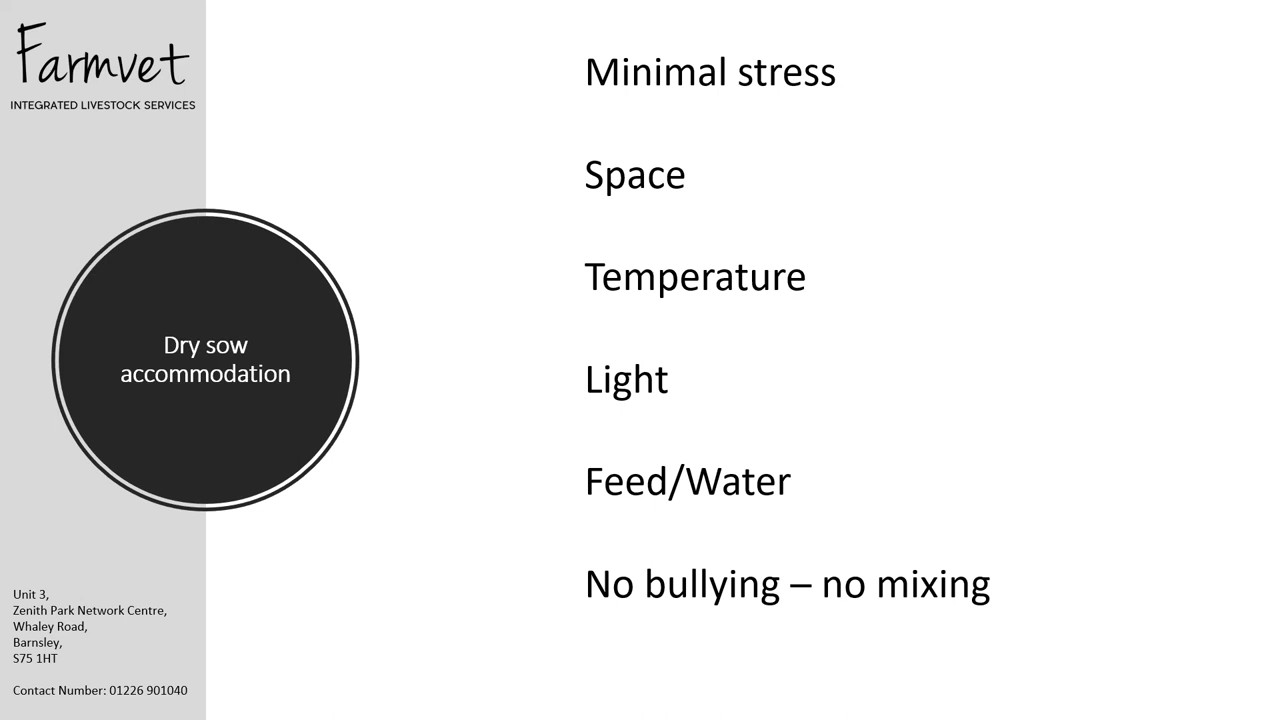 Farmvet
INTEGRATED LIVESTOCK SERVICES
Dry sow
accommodation
Minimal stress
Space
Temperature
Light
Feed/Water
No bullying – no mixing
Unit 3,
Zenith Park Network Centre,
Whaley Road,
Barnsley,
S75 1HT
Contact Number: 01226 901040